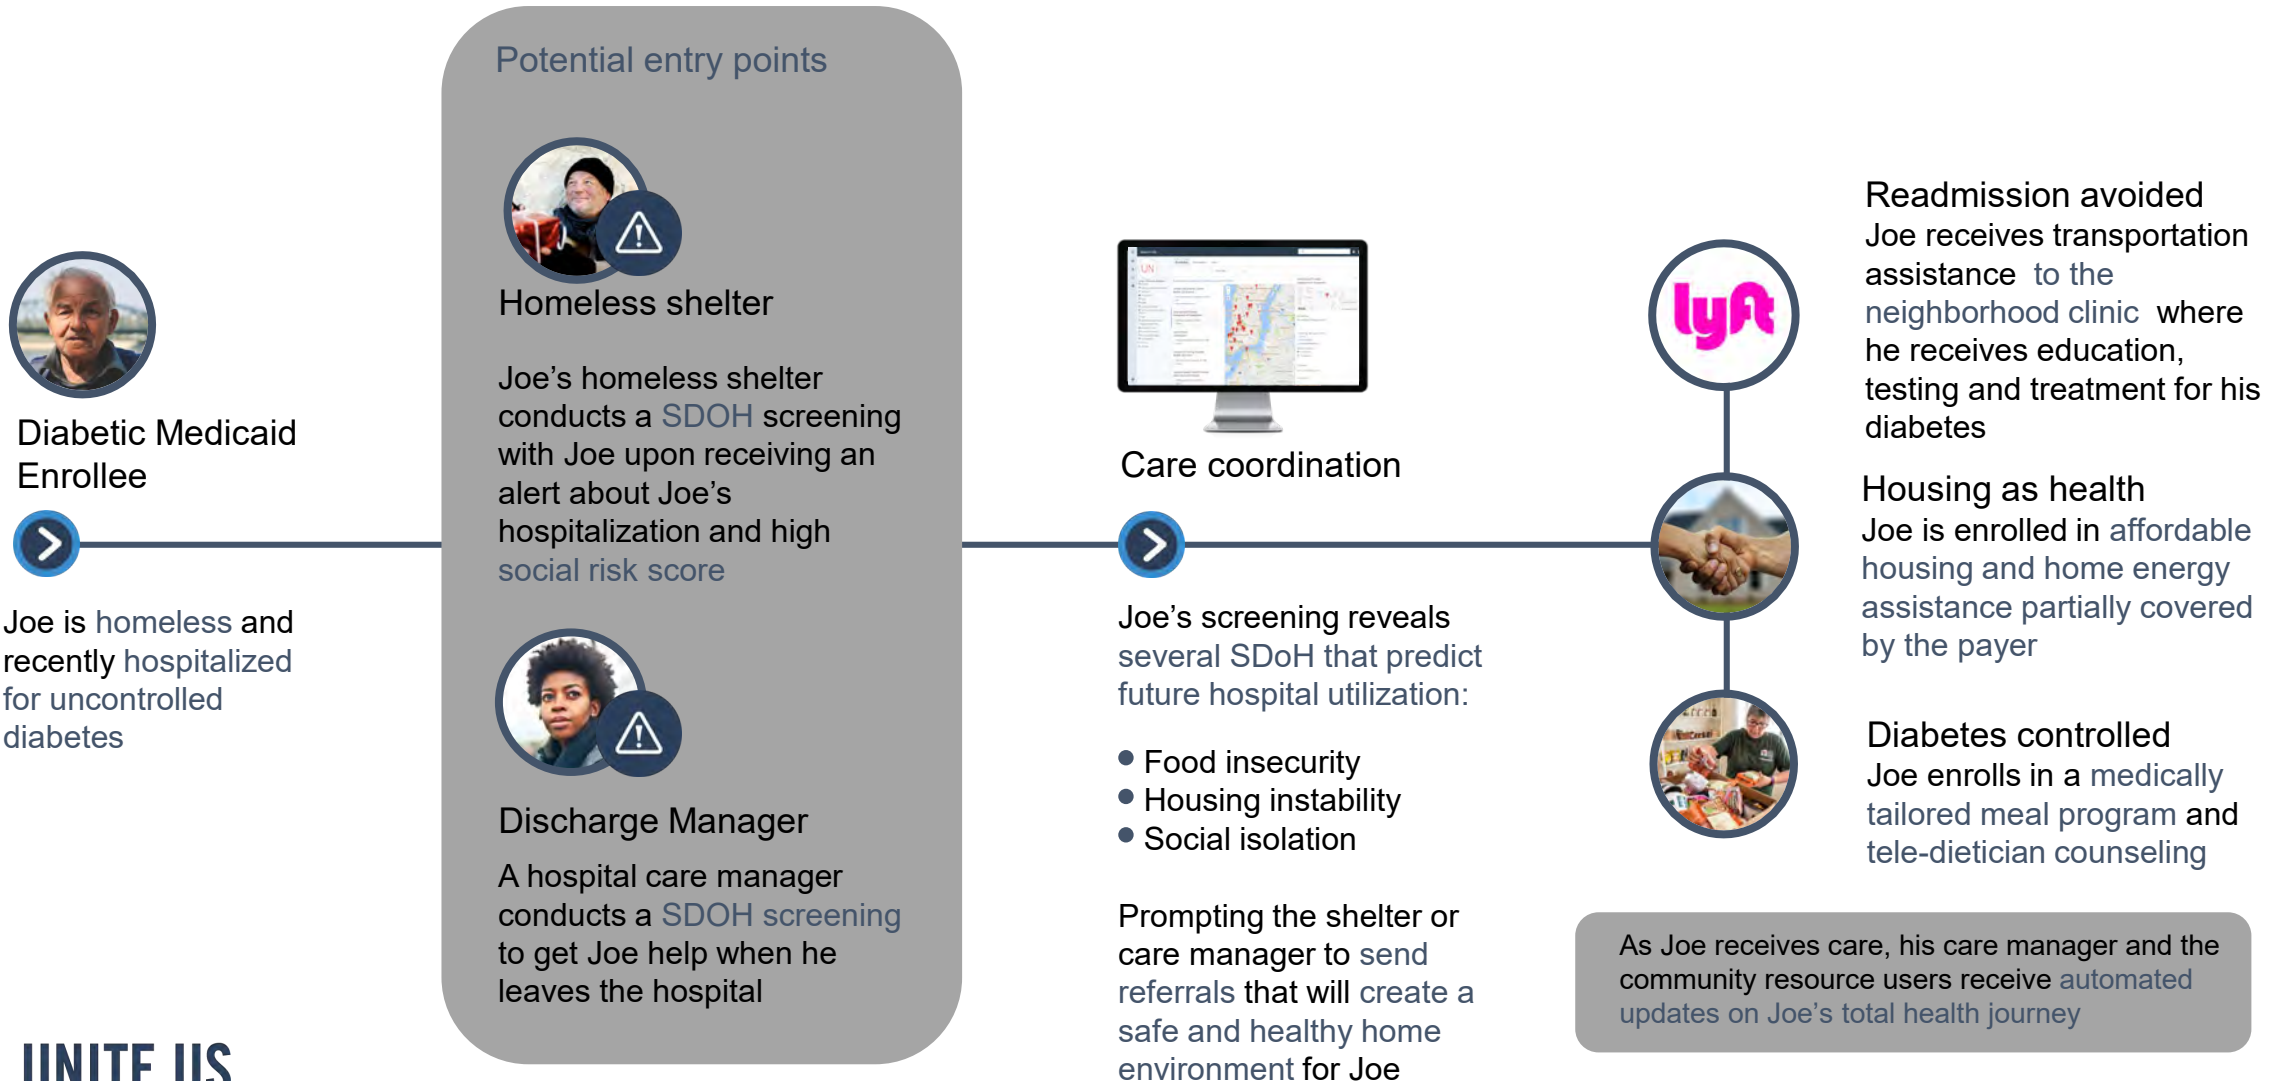 Potential entry points
Homeless shelter
Joe’s homeless shelter
conducts a SDOH screening
with Joe upon receiving an
alert about Joe’s
hospitalization and high
social risk score
Discharge Manager
A hospital care manager
conducts a SDOH screening
to get Joe help when he
leaves the hospital
Diabetic Medicaid
Enrollee
Joe is homeless and
recently hospitalized
for uncontrolled
diabetes
UNITE US
UN
Care coordination
Joe’s screening reveals
several SDoH that predict
future hospital utilization:
• Food insecurity
• Housing instability
• Social isolation
Prompting the shelter or
care manager to send
referrals that will create a
safe and healthy home
environment for Joe
lyft
Readmission avoided
Joe receives transportation
assistance to the
neighborhood clinic where
he receives education,
testing and treatment for his
diabetes
Housing as health
Joe is enrolled in affordable
housing and home energy
assistance partially covered
by the payer
Diabetes controlled
Joe enrolls in a medically
tailored meal program and
tele-dietician counseling
As Joe receives care, his care manager and the
community resource users receive automated
updates on Joe’s total health journey